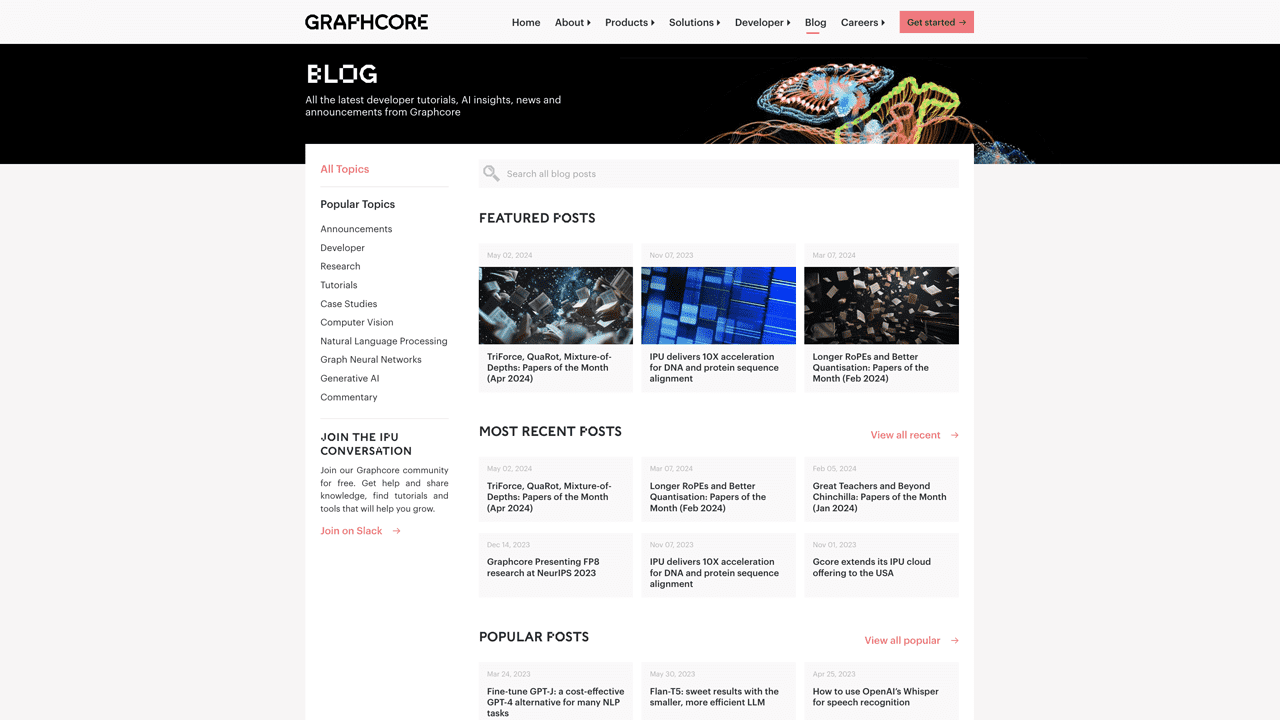 GRAPHCORE
Home About Products Solutions Developer Blog Careers Get started →
BLOG
All the latest developer tutorials, AI insights, news and
announcements from Graphcore
All Topics
Popular Topics
Announcements
Developer
Research
Tutorials
Case Studies
Computer Vision
Natural Language Processing
Graph Neural Networks
Generative AI
Commentary
JOIN THE IPU
CONVERSATION
Join our Graphcore community
for free. Get help and share
knowledge, find tutorials and
tools that will help you grow.
Join on Slack →
Search all blog posts
FEATURED POSTS
May 02, 2024
TriForce, QuaRot, Mixture-of-
Depths: Papers of the Month
(Apr 2024)
Nov 07, 2023
IPU delivers 10X acceleration
for DNA and protein sequence
alignment
Mar 07, 2024
Longer RoPEs and Better
Quantisation: Papers of the
Month (Feb 2024)
MOST RECENT POSTS
View all recent →
May 02, 2024
TriForce, QuaRot, Mixture-of-
Depths: Papers of the Month
(Apr 2024)
Mar 07, 2024
Longer RoPEs and Better
Quantisation: Papers of the
Month (Feb 2024)
Feb 05, 2024
Great Teachers and Beyond
Chinchilla: Papers of the Month
(Jan 2024)
Dec 14, 2023
Graphcore Presenting FP8
research at NeurIPS 2023
Nov 07, 2023
IPU delivers 10X acceleration
for DNA and protein sequence
alignment
Nov 01, 2023
Gcore extends its IPU cloud
offering to the USA
POPULAR POSTS
View all popular →
Mar 24, 2023
Fine-tune GPT-J: a cost-effective
GPT-4 alternative for many NLP
tasks
May 30, 2023
Flan-T5: sweet results with the
smaller, more efficient LLM
Apr 25, 2023
How to use OpenAI's Whisper
for speech recognition